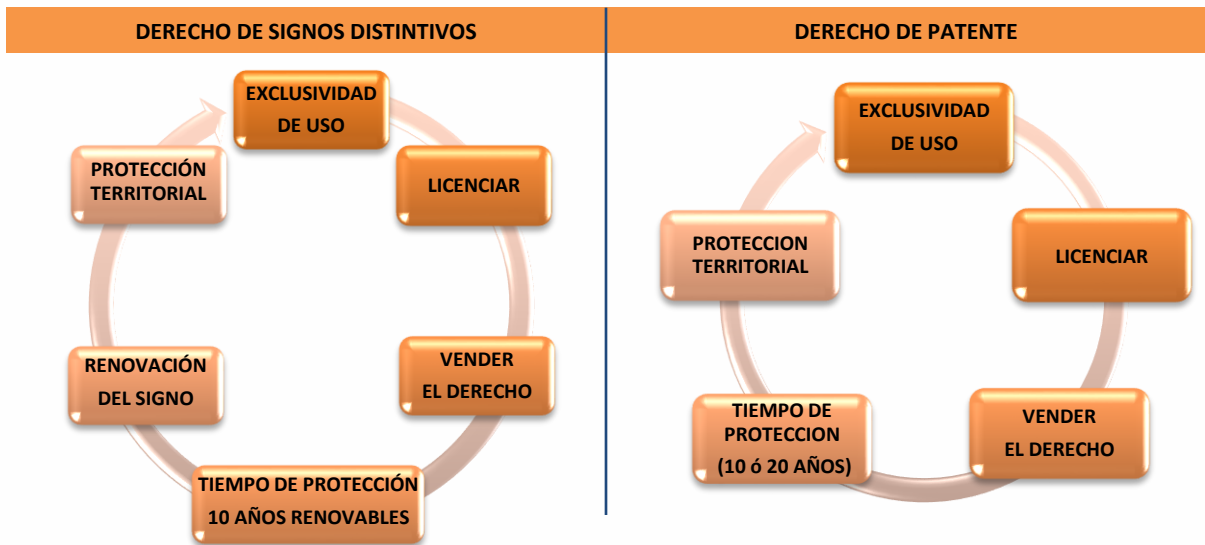 DERECHO DE SIGNOS DISTINTIVOS
EXCLUSIVIDAD
DE USO
LICENCIAR
VENDER
EL DERECHO
TIEMPO DE PROTECCIÓN
10 AÑOS RENOVABLES
RENOVACIÓN
DEL SIGNO
PROTECCIÓN
TERRITORIAL
DERECHO DE PATENTE
EXCLUSIVIDAD
DE USO
LICENCIAR
VENDER
EL DERECHO
TIEMPO DE
PROTECCION
(10 ó 20 AÑOS)
PROTECCION
TERRITORIAL